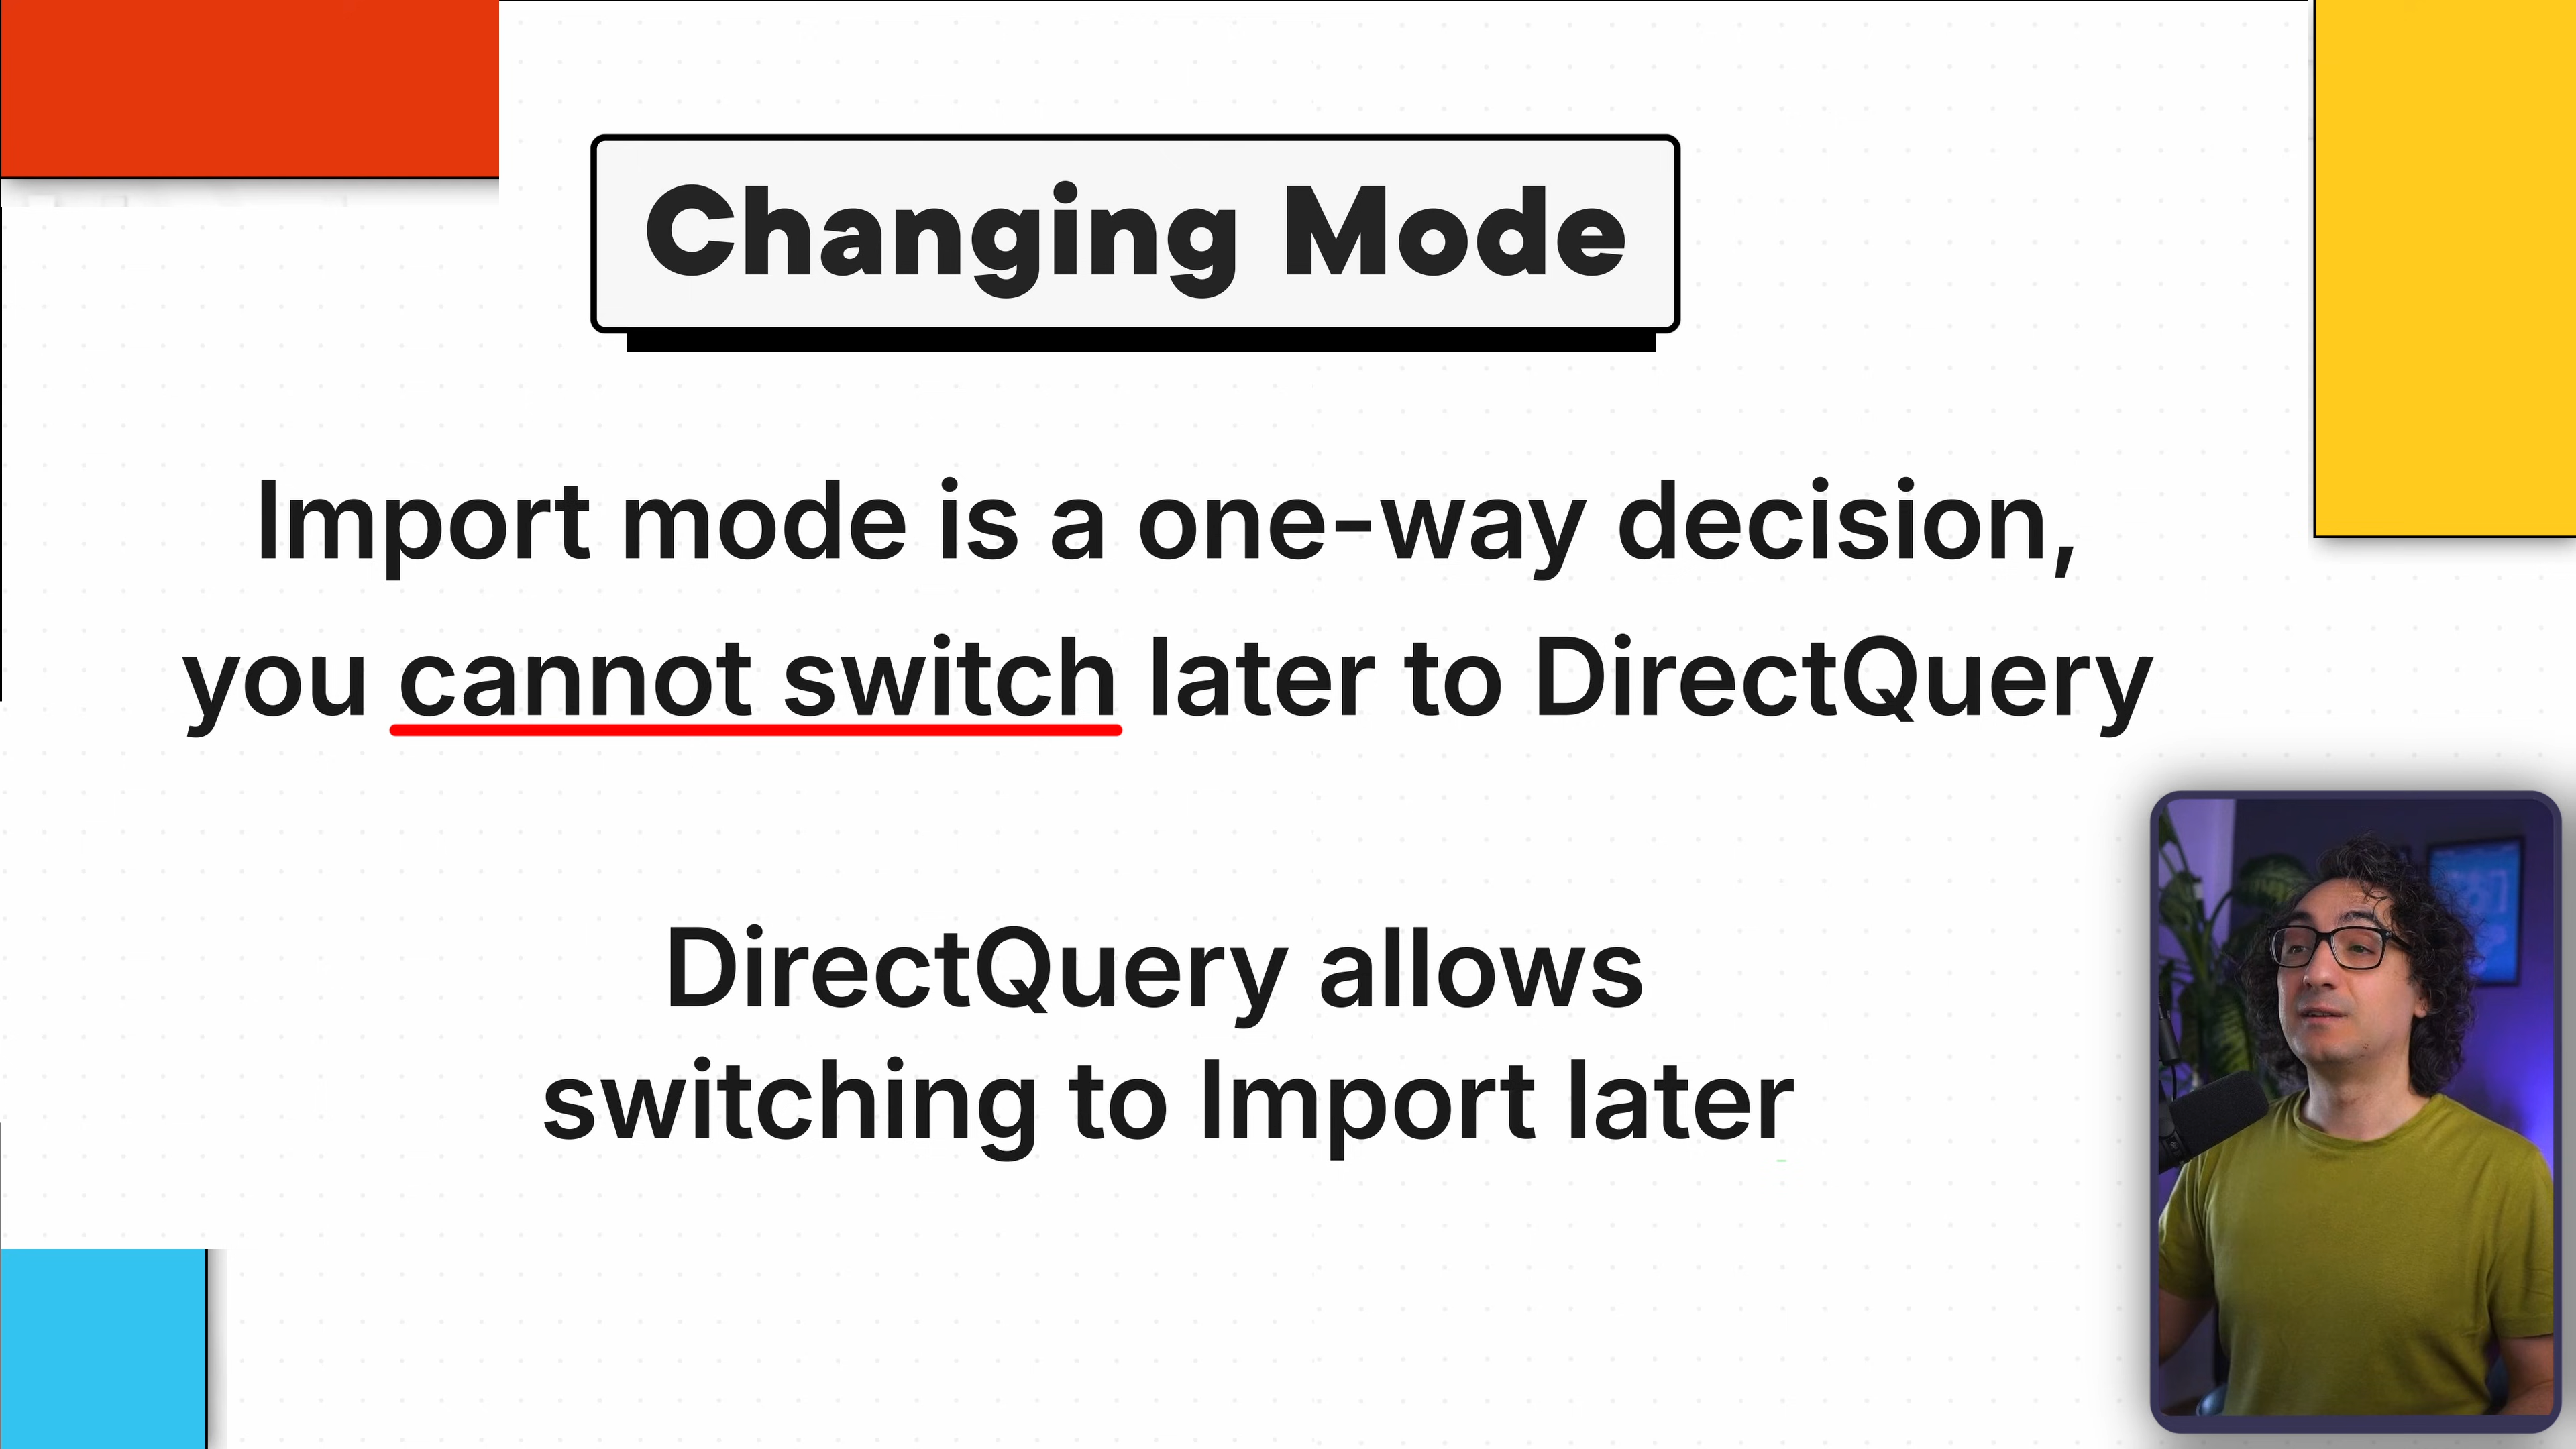 Changing Mode
Import mode is a one-way decision,
you cannot switch later to DirectQuery
DirectQuery allows
switching to Import later